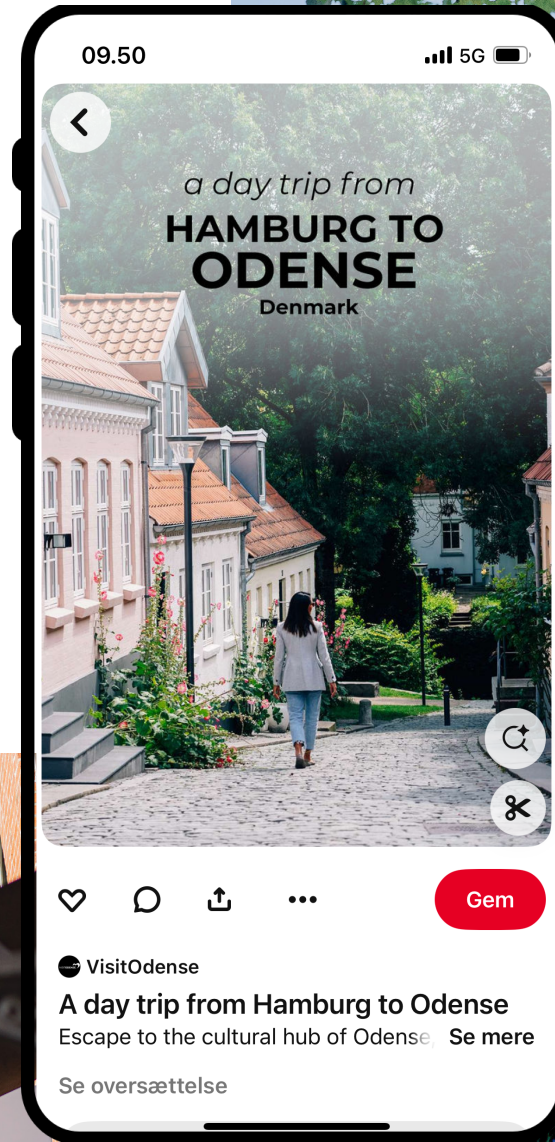 09.50
5G
a day trip from
HAMBURG TO
ODENSE
Denmark
Gem
VisitOdense
A day trip from Hamburg to Odense
Escape to the cultural hub of Odense, Se mere
Se oversættelse